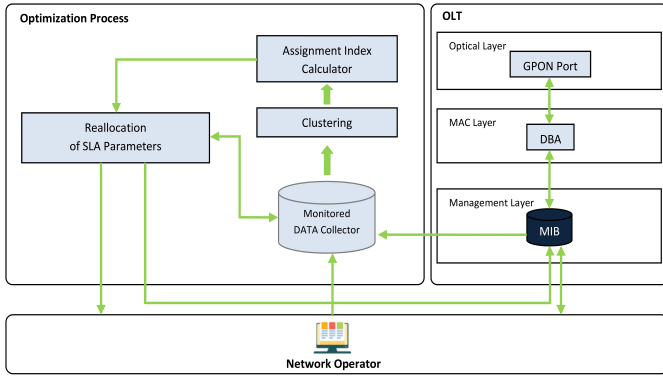 Optimization Process
OLT
Assignment Index
Calculator
Optical Layer
GPON Port
Clustering
Reallocation
of SLA Parameters
MAC Layer
DBA
Monitored
DATA Collector
Management Layer
MIB
Network Operator